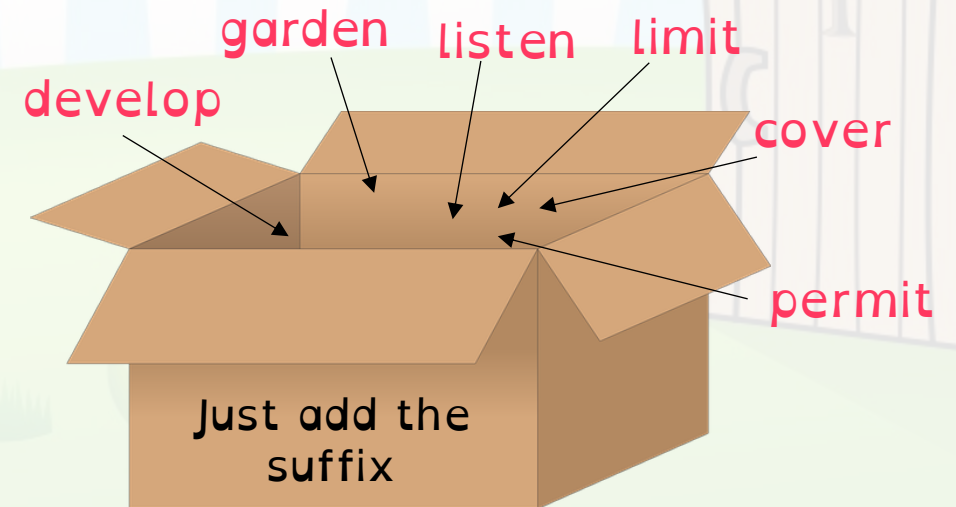 garden
listen
limit
develop
cover
permit
Just add the
suffix